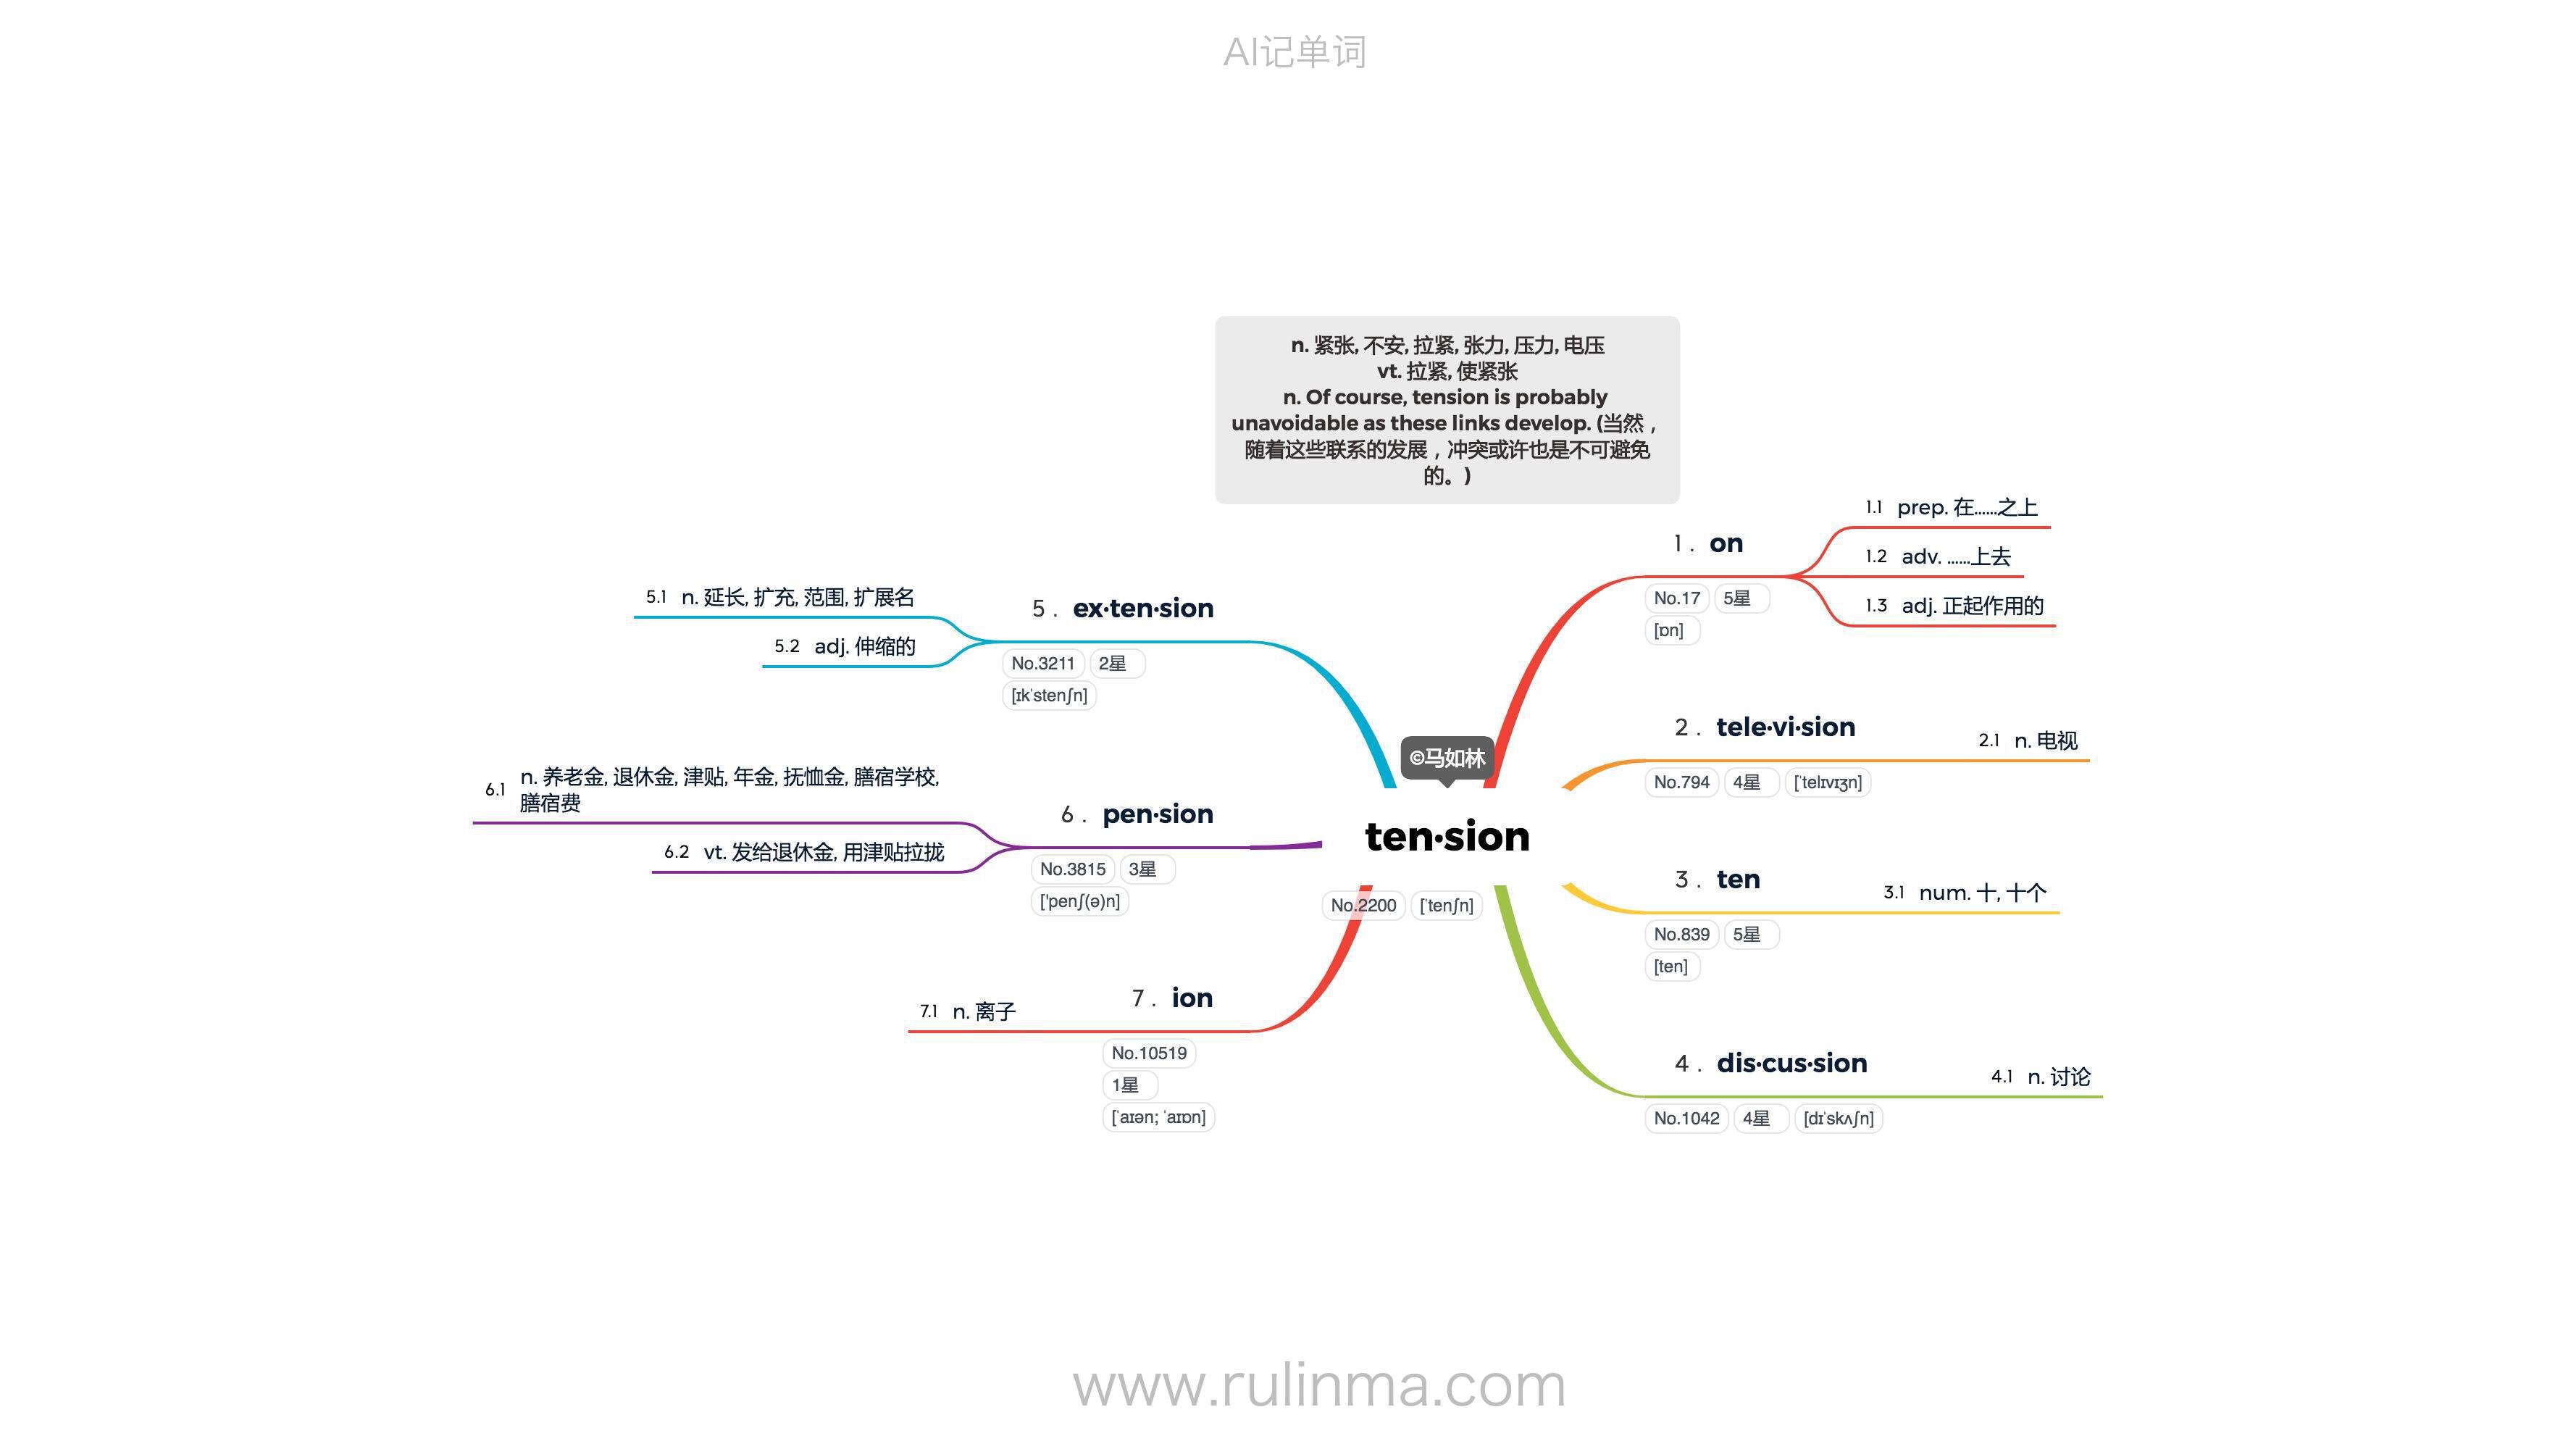 AI记单词
n. 紧张, 不安, 拉紧, 张力, 压力, 电压
vt. 拉紧, 使紧张
n. Of course, tension is probably
unavoidable as these links develop. (当然，
随着这些联系的发展，冲突或许也是不可避免
的。)
©马如林
ten·sion
No.2200 [ˈtenʃn]
1. on
No.17 5星
[ɒn]
1.1 prep. 在……之上
1.2 adv. ……上去
1.3 adj. 正起作用的
2. tele·vi·sion
No.794 4星 [ˈtelɪvɪʒn]
2.1 n. 电视
3. ten
No.839 5星
[ten]
3.1 num. 十, 十个
4. dis·cus·sion
No.1042 4星 [dɪˈskʌʃn]
4.1 n. 讨论
5. ex·ten·sion
No.3211 2星
[ɪkˈstenʃn]
5.1 n. 延长, 扩充, 范围, 扩展名
5.2 adj. 伸缩的
6. pen·sion
No.3815 3星
['penʃ(ə)n]
6.1 n. 养老金, 退休金, 津贴, 年金, 抚恤金, 膳宿学校,
膳宿费
6.2 vt. 发给退休金, 用津贴拉拢
7. ion
No.10519
1星
[ˈaɪən; ˈaɪɒn]
7.1 n. 离子
www.rulinma.com